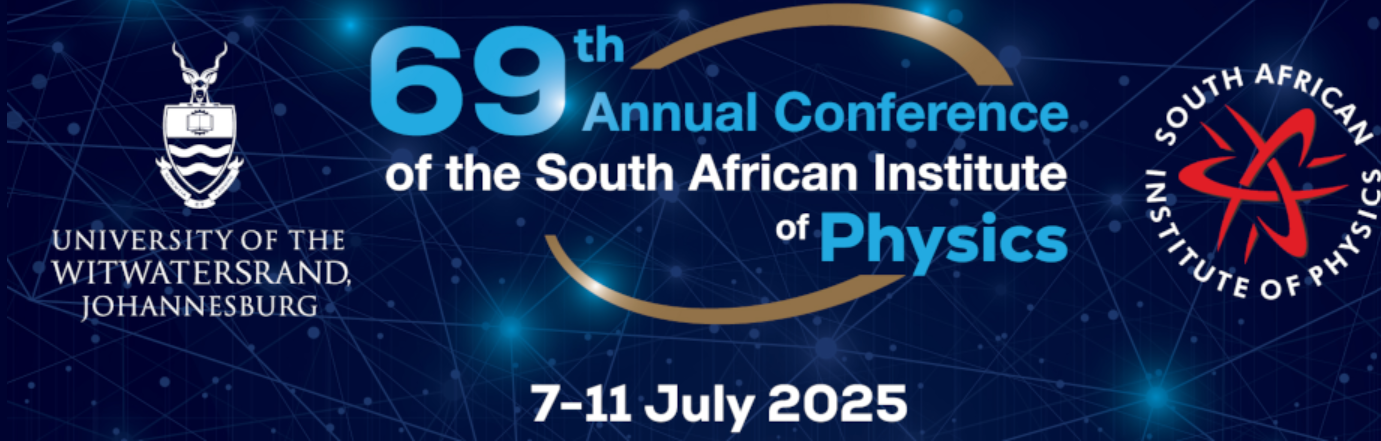 69th
Annual Conference
of the South African Institute
of Physics
UNIVERSITY OF THE
WITWATERSRAND,
JOHANNESBURG
SOUTH AFRICAN
INSTITUTE OF PHYSICS
7-11 July 2025